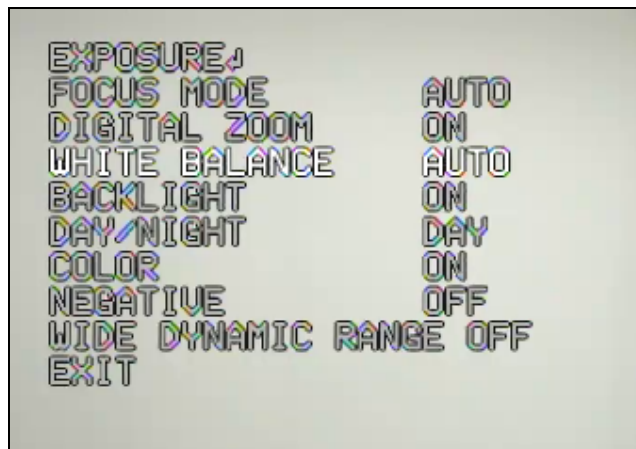 EXPOSURE↲
FOCUS MODE AUTO
DIGITAL ZOOM ON
WHITE BALANCE AUTO
BACKLIGHT ON
DAY/NIGHT DAY
COLOR ON
NEGATIVE OFF
WIDE DYNAMIC RANGE OFF
EXIT